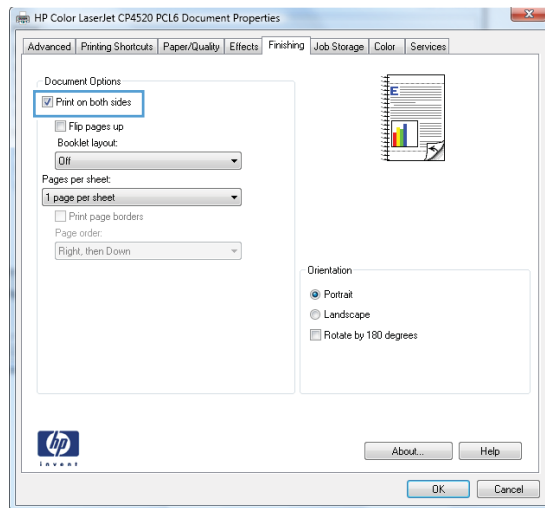 HP Color LaserJet CP4520 PCL6 Document Properties
Advanced Printing Shortcuts Paper/Quality Effects Finishing Job Storage Color Services
Document Options
Print on both sides
Flip pages up
Booklet layout:
Off
Pages per sheet:
1 page per sheet
Print page borders
Page order:
Right, then Down
E
Orientation
Portrait
Landscape
Rotate by 180 degrees
hp
invent
About... Help
OK Cancel